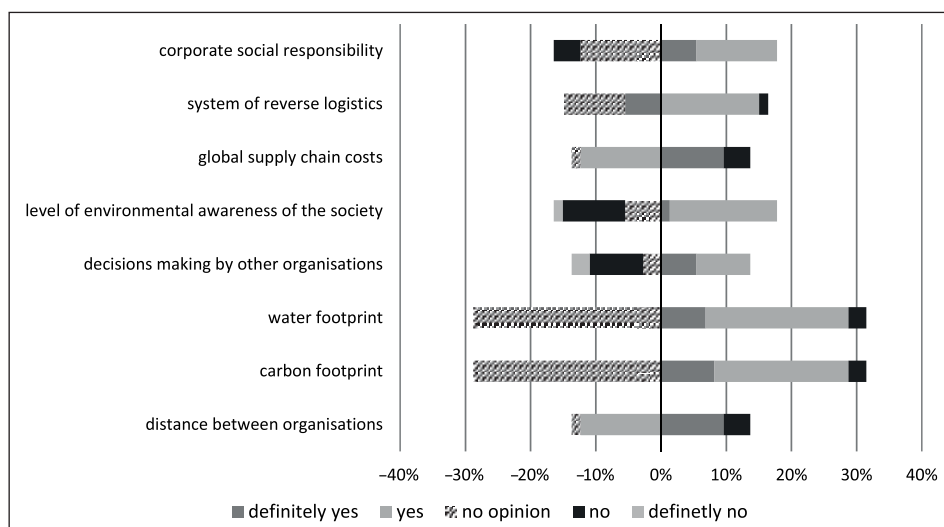 corporate social responsibility
system of reverse logistics
global supply chain costs
level of environmental awareness of the society
decisions making by other organisations
water footprint
carbon footprint
distance between organisations
–40% –30% –20% –10% 0% 10% 20% 30% 40%
definitely yes yes no opinion no definetly no